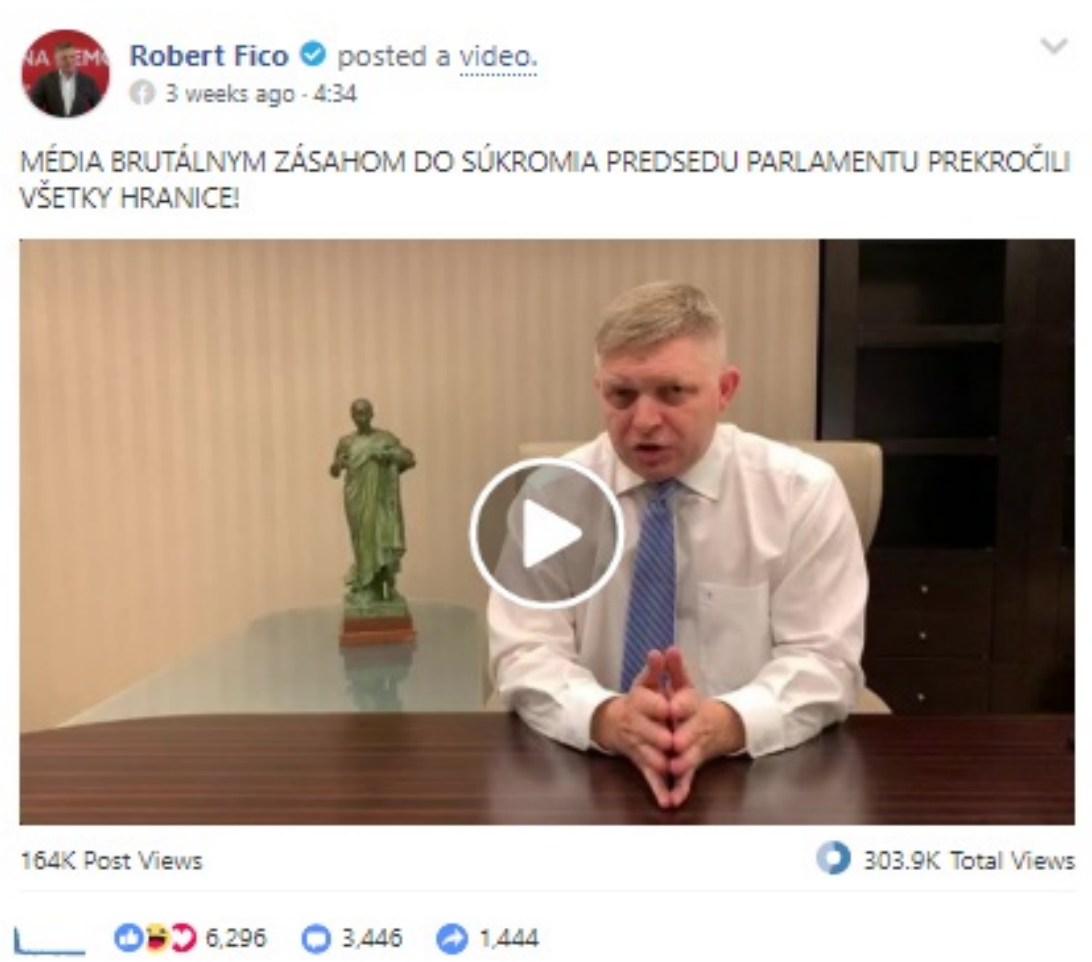 Robert Fico posted a video.
3 weeks ago · 4:34
MÉDIA BRUTÁLNYM ZÁSAHOM DO SÚKROMIA PREDSEDU PARLAMENTU PREKROČILI
VŠETKY HRANICE!
164K Post Views
303.9K Total Views
6,296
3,446
1,444